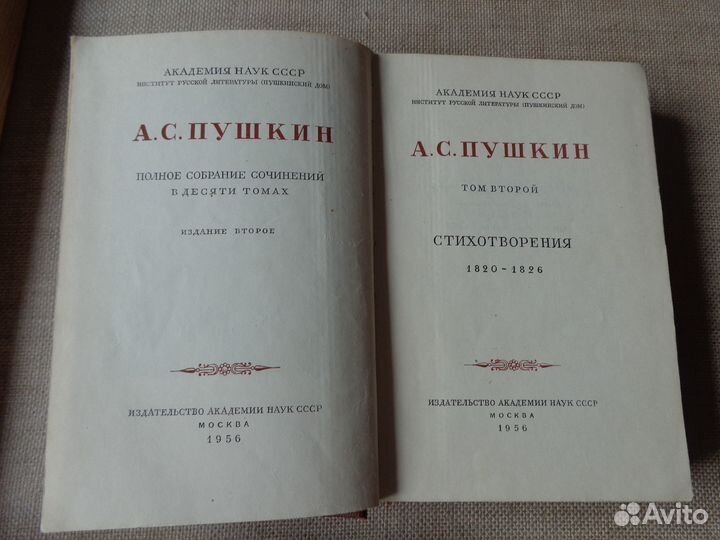 АКАДЕМИЯ НАУК СССР
ИНСТИТУТ РУССКОЙ ЛИТЕРАТУРЫ (ПУШКИНСКИЙ ДОМ)
А.С.ПУШКИН
ПОЛНОЕ СОБРАНИЕ СОЧИНЕНИЙ
В ДЕСЯТИ ТОМАХ
ИЗДАНИЕ ВТОРОЕ
ИЗДАТЕЛЬСТВО АКАДЕМИИ НАУК СССР
МОСКВА
1956
АКАДЕМИЯ НАУК СССР
ИНСТИТУТ РУССКОЙ ЛИТЕРАТУРЫ (ПУШКИНСКИЙ ДОМ)
А.С.ПУШКИН
ТОМ ВТОРОЙ
СТИХОТВОРЕНИЯ
1820-1826
ИЗДАТЕЛЬСТВО АКАДЕМИИ НАУК СССР
МОСКВА
1956
Avito